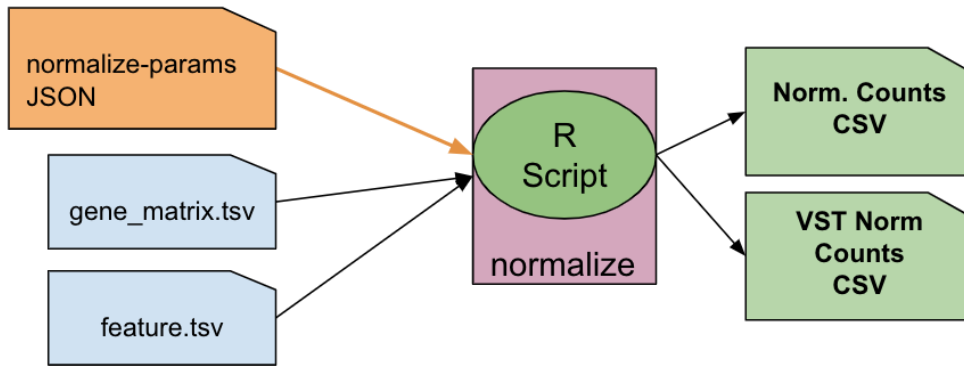 normalize-params
JSON
gene_matrix.tsv
feature.tsv
R
Script
normalize
Norm. Counts
CSV
VST Norm
Counts
CSV